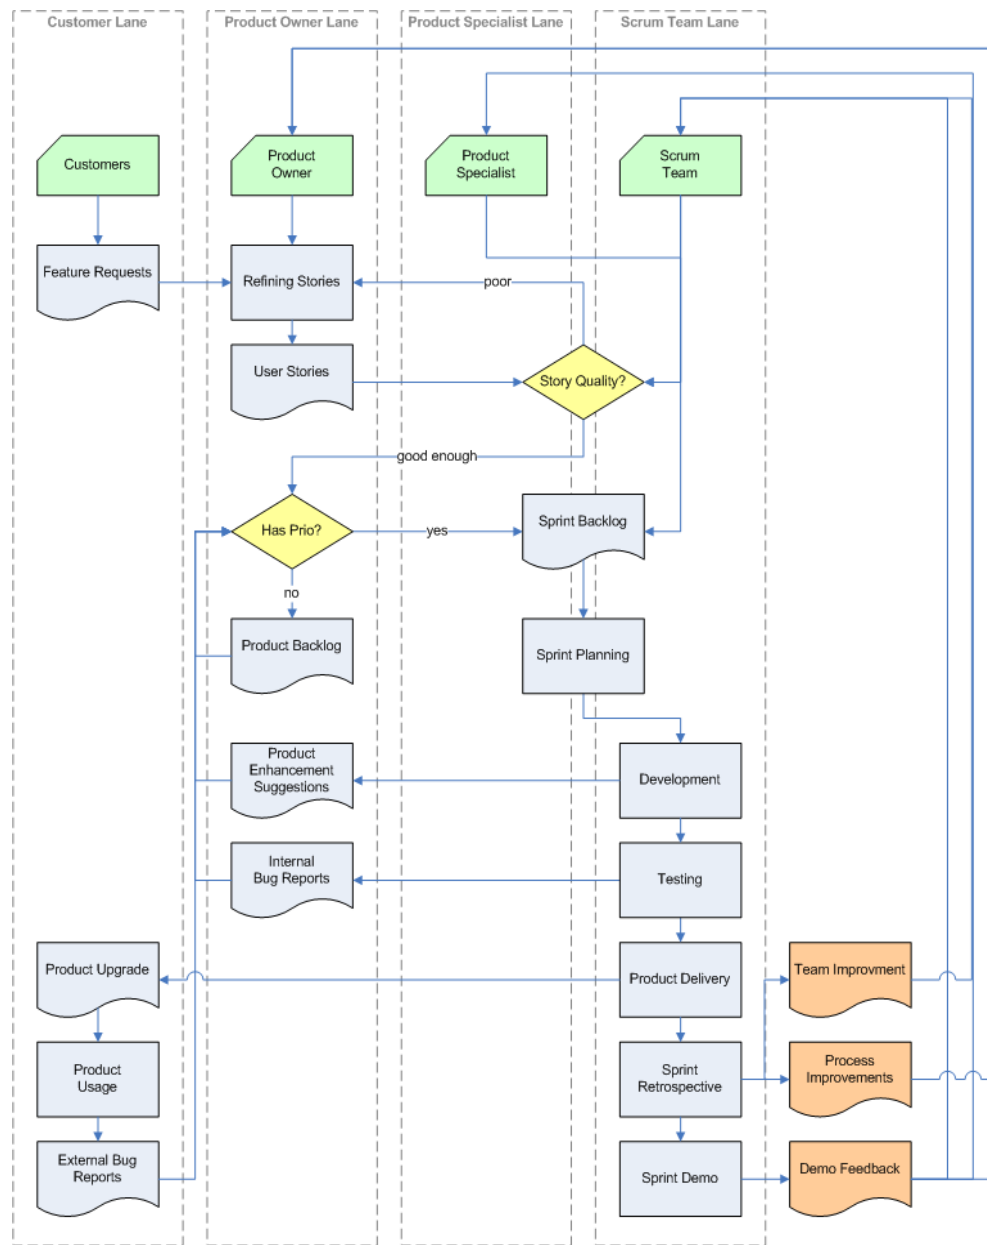 Customer Lane
Product Owner Lane
Product Specialist Lane
Scrum Team Lane
Customers
Product
Owner
Product
Specialist
Scrum
Team
Feature Requests
Refining Stories
poor
User Stories
Story Quality?
good enough
Has Prio?
yes
Sprint Backlog
no
Product Backlog
Sprint Planning
Product
Enhancement
Suggestions
Development
Internal
Bug Reports
Testing
Product Upgrade
Product Delivery
Team Improvment
Product
Usage
Sprint
Retrospective
Process
Improvements
External Bug
Reports
Sprint Demo
Demo Feedback